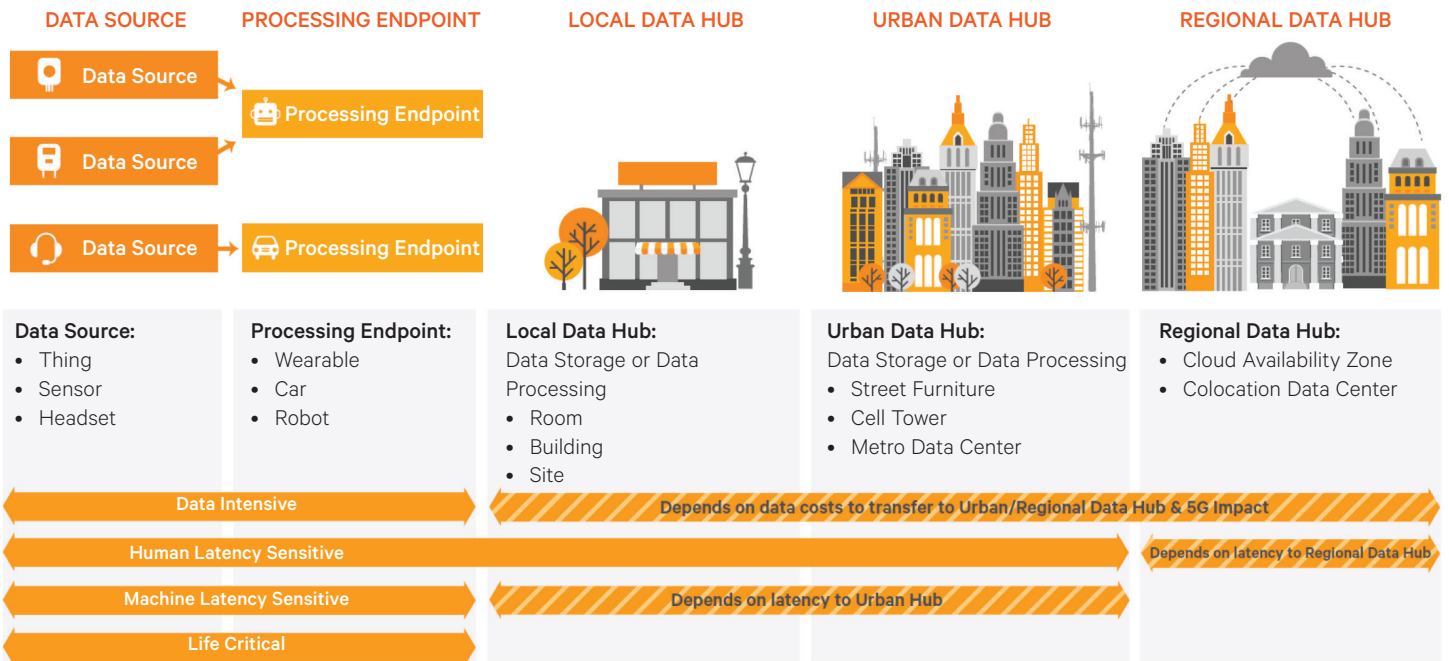 DATA SOURCE
PROCESSING ENDPOINT
LOCAL DATA HUB
URBAN DATA HUB
REGIONAL DATA HUB
Data Source
Processing Endpoint
Data Source
Data Source
Processing Endpoint
Data Source:
• Thing
• Sensor
• Headset
Processing Endpoint:
• Wearable
• Car
• Robot
Local Data Hub:
Data Storage or Data
Processing
• Room
• Building
• Site
Urban Data Hub:
Data Storage or Data Processing
• Street Furniture
• Cell Tower
• Metro Data Center
Regional Data Hub:
• Cloud Availability Zone
• Colocation Data Center
Data Intensive
Depends on data costs to transfer to Urban/Regional Data Hub & 5G Impact
Human Latency Sensitive
Depends on latency to Regional Data Hub
Machine Latency Sensitive
Depends on latency to Urban Hub
Life Critical